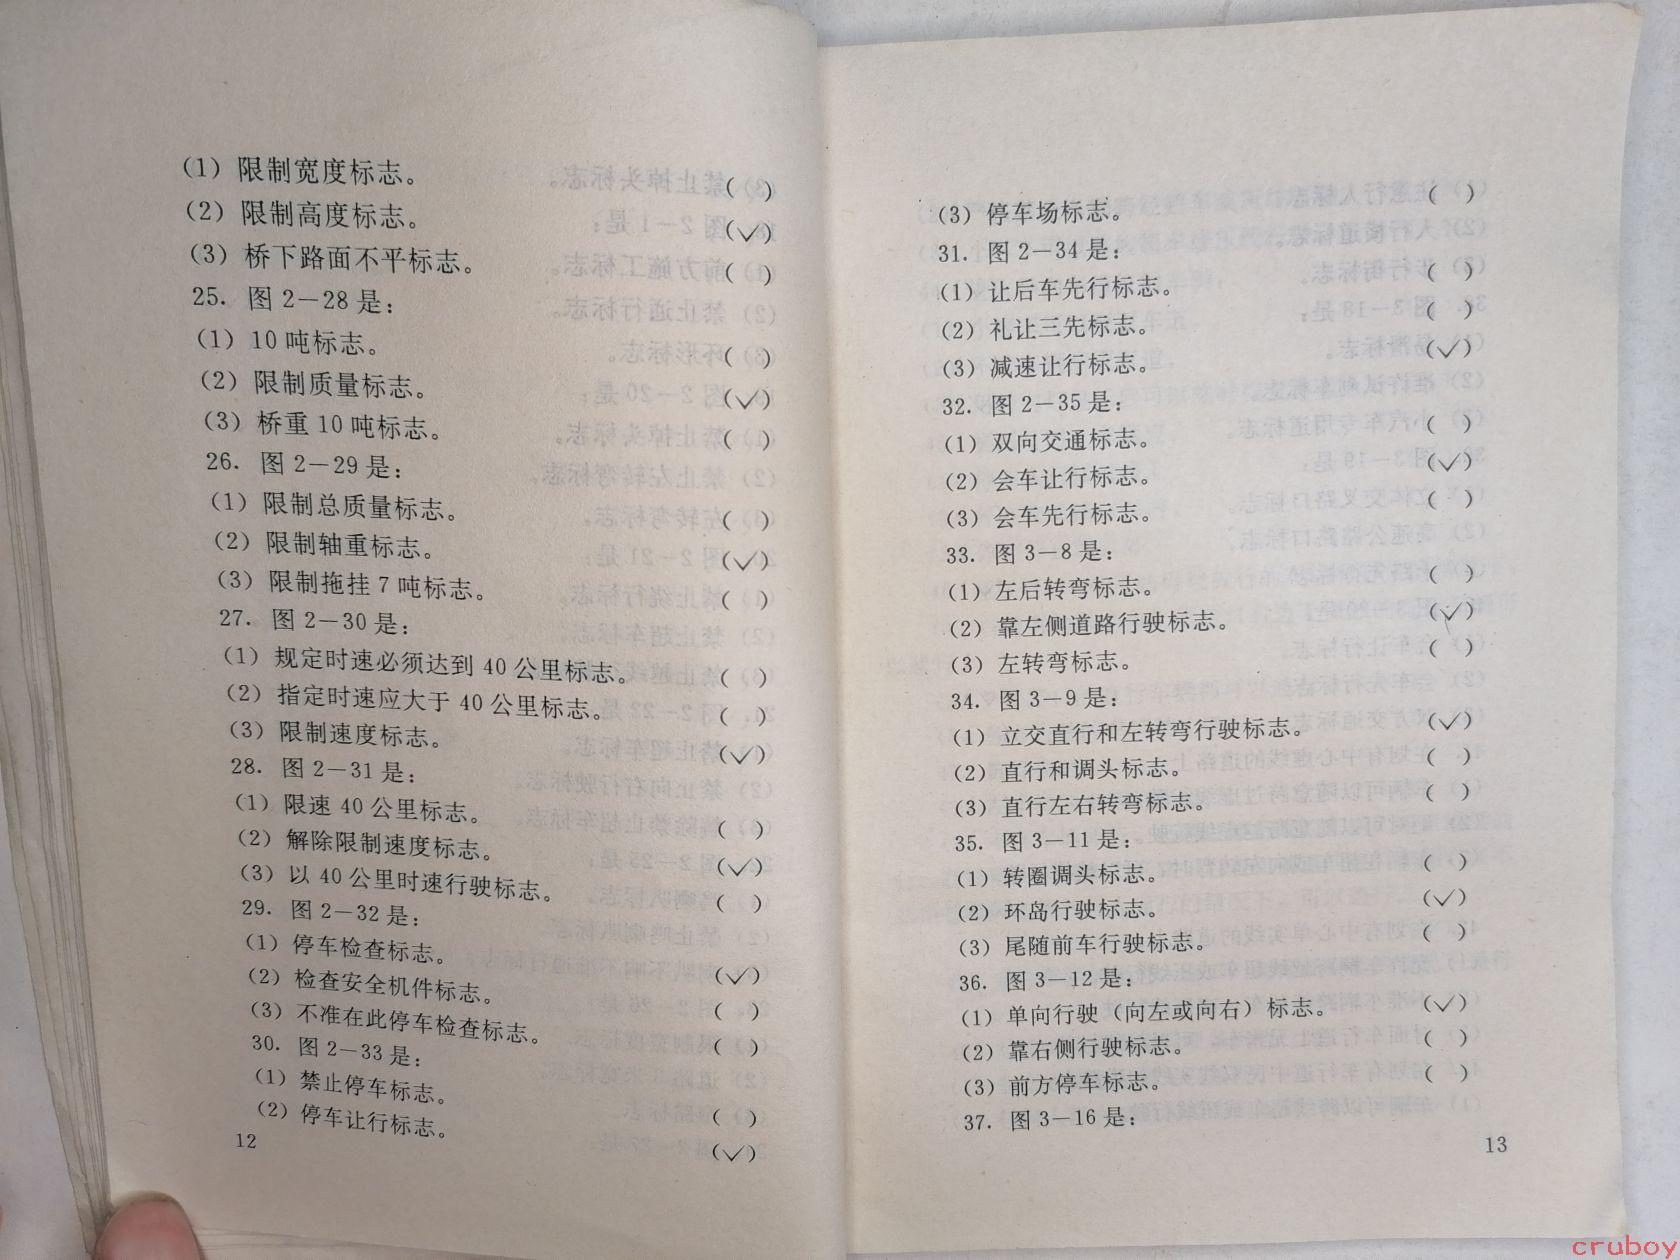 (1) 限制宽度标志。 ( )
(2) 限制高度标志。 (✓)
(3) 桥下路面不平标志。 ( )
25. 图 2—28 是:
(1) 10 吨标志。 ( )
(2) 限制质量标志。 (✓)
(3) 桥重 10 吨标志。 ( )
26. 图 2—29 是:
(1) 限制总质量标志。 ( )
(2) 限制轴重标志。 (✓)
(3) 限制拖挂 7 吨标志。 ( )
27. 图 2—30 是:
(1) 规定时速必须达到 40 公里标志。 ( )
(2) 指定时速应大于 40 公里标志。 ( )
(3) 限制速度标志。 (✓)
28. 图 2—31 是:
(1) 限速 40 公里标志。 ( )
(2) 解除限制速度标志。 (✓)
(3) 以 40 公里时速行驶标志。 ( )
29. 图 2—32 是:
(1) 停车检查标志。 (✓)
(2) 检查安全机件标志。 ( )
(3) 不准在此停车检查标志。 ( )
30. 图 2—33 是:
(1) 禁止停车标志。 ( )
(2) 停车让行标志。 (✓)
12
(3) 停车场标志。 ( )
31. 图 2—34 是:
(1) 让后车先行标志。 ( )
(2) 礼让三先标志。 ( )
(3) 减速让行标志。 (✓)
32. 图 2—35 是:
(1) 双向交通标志。 ( )
(2) 会车让行标志。 (✓)
(3) 会车先行标志。 ( )
33. 图 3—8 是:
(1) 左后转弯标志。 ( )
(2) 靠左侧道路行驶标志。 (✓)
(3) 左转弯标志。 ( )
34. 图 3—9 是:
(1) 立交直行和左转弯行驶标志。 (✓)
(2) 直行和调头标志。 ( )
(3) 直行左右转弯标志。 ( )
35. 图 3—11 是:
(1) 转圈调头标志。 ( )
(2) 环岛行驶标志。 (✓)
(3) 尾随前车行驶标志。 ( )
36. 图 3—12 是:
(1) 单向行驶（向左或向右）标志。 (✓)
(2) 靠右侧行驶标志。 ( )
(3) 前方停车标志。 ( )
37. 图 3—16 是:
13
cruboy